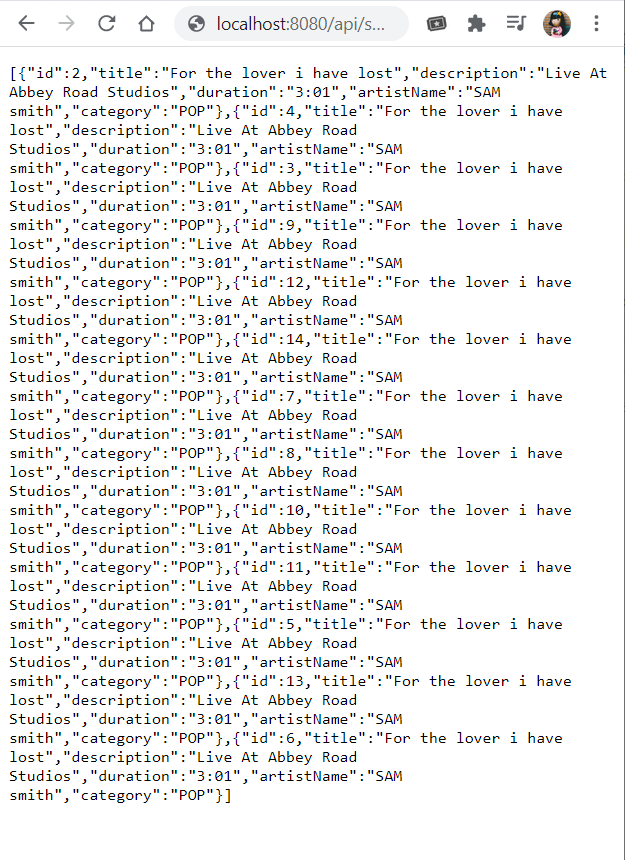 localhost:8080/api/s...
[{"id":2,"title":"For the lover i have lost","description":"Live At
Abbey Road Studios","duration":"3:01","artistName":"SAM
smith","category":"POP"},{"id":4,"title":"For the lover i have
lost","description":"Live At Abbey Road
Studios","duration":"3:01","artistName":"SAM
smith","category":"POP"},{"id":3,"title":"For the lover i have
lost","description":"Live At Abbey Road
Studios","duration":"3:01","artistName":"SAM
smith","category":"POP"},{"id":9,"title":"For the lover i have
lost","description":"Live At Abbey Road
Studios","duration":"3:01","artistName":"SAM
smith","category":"POP"},{"id":12,"title":"For the lover i have
lost","description":"Live At Abbey Road
Studios","duration":"3:01","artistName":"SAM
smith","category":"POP"},{"id":14,"title":"For the lover i have
lost","description":"Live At Abbey Road
Studios","duration":"3:01","artistName":"SAM
smith","category":"POP"},{"id":7,"title":"For the lover i have
lost","description":"Live At Abbey Road
Studios","duration":"3:01","artistName":"SAM
smith","category":"POP"},{"id":8,"title":"For the lover i have
lost","description":"Live At Abbey Road
Studios","duration":"3:01","artistName":"SAM
smith","category":"POP"},{"id":10,"title":"For the lover i have
lost","description":"Live At Abbey Road
Studios","duration":"3:01","artistName":"SAM
smith","category":"POP"},{"id":11,"title":"For the lover i have
lost","description":"Live At Abbey Road
Studios","duration":"3:01","artistName":"SAM
smith","category":"POP"},{"id":5,"title":"For the lover i have
lost","description":"Live At Abbey Road
Studios","duration":"3:01","artistName":"SAM
smith","category":"POP"},{"id":13,"title":"For the lover i have
lost","description":"Live At Abbey Road
Studios","duration":"3:01","artistName":"SAM
smith","category":"POP"},{"id":6,"title":"For the lover i have
lost","description":"Live At Abbey Road
Studios","duration":"3:01","artistName":"SAM
smith","category":"POP"}]